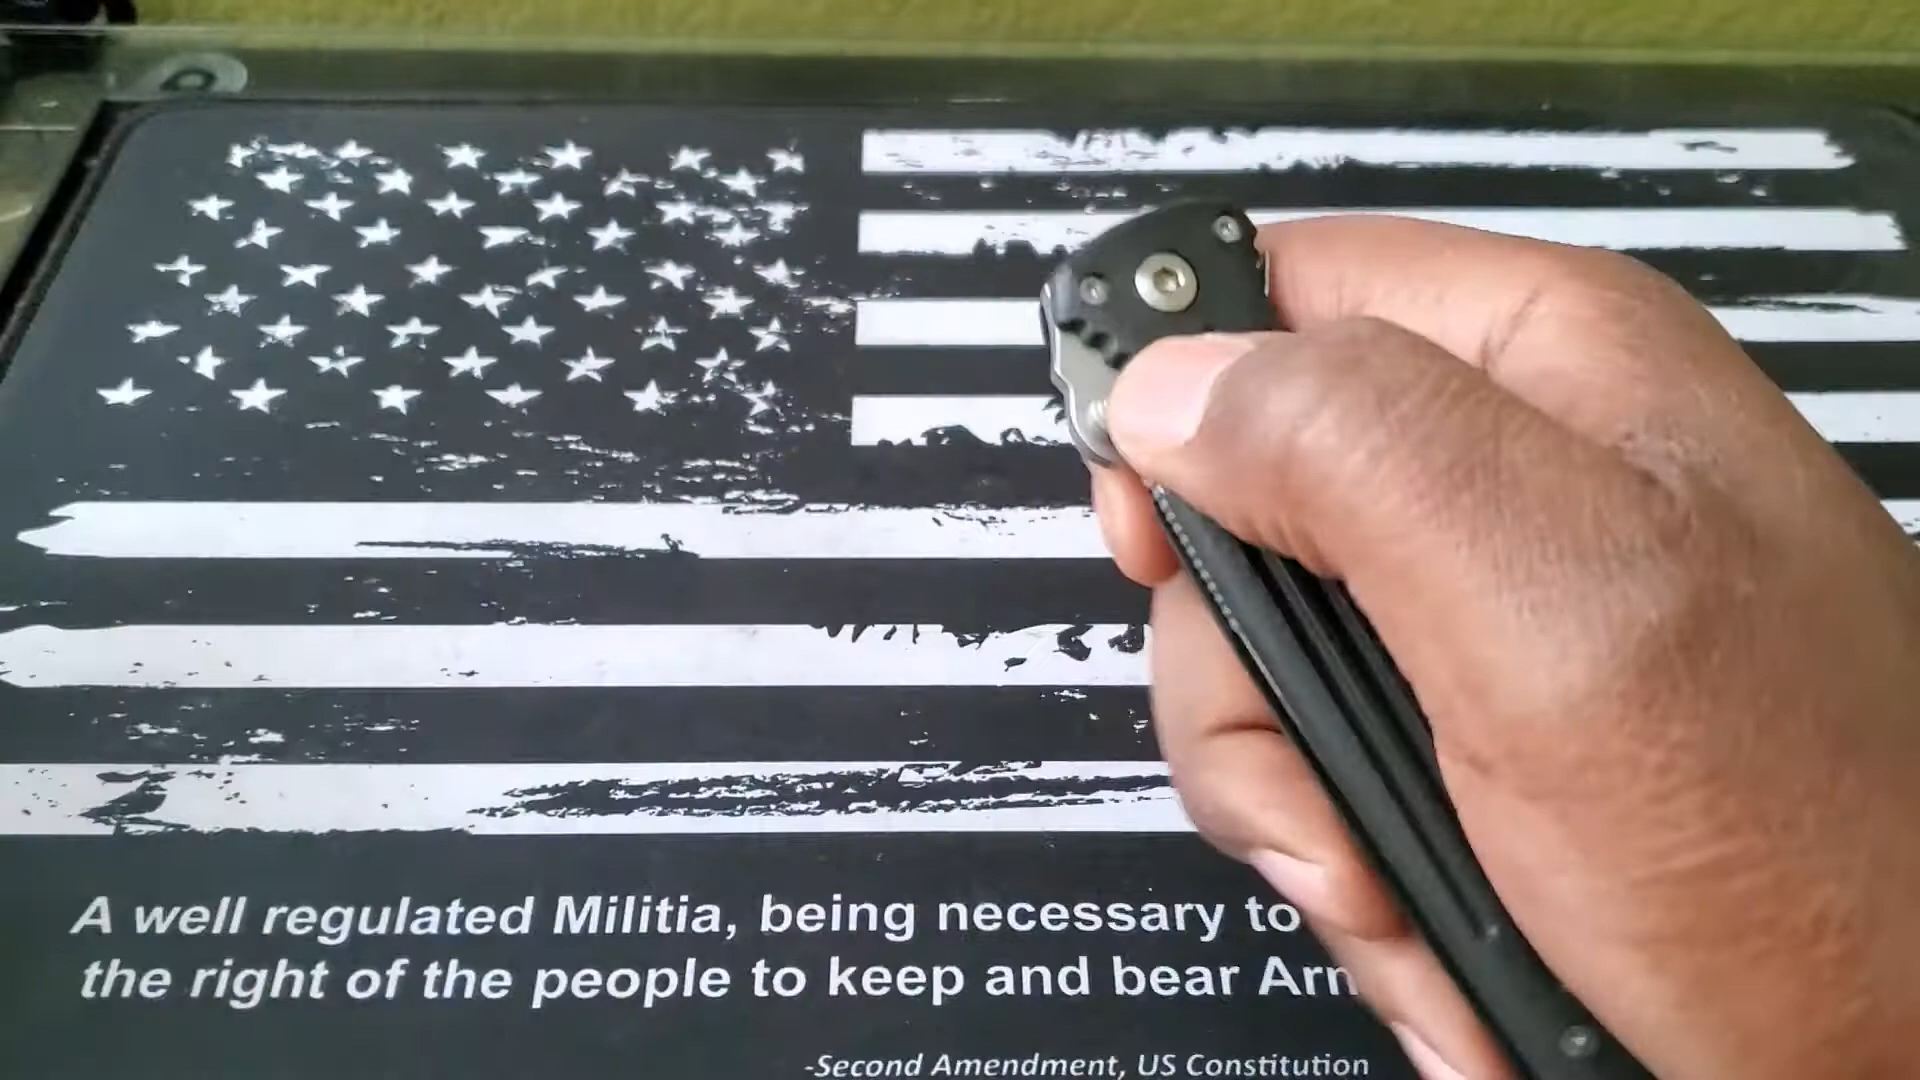 A well regulated Militia, being necessary to
the right of the people to keep and bear
-Second Amendment, US Constitution